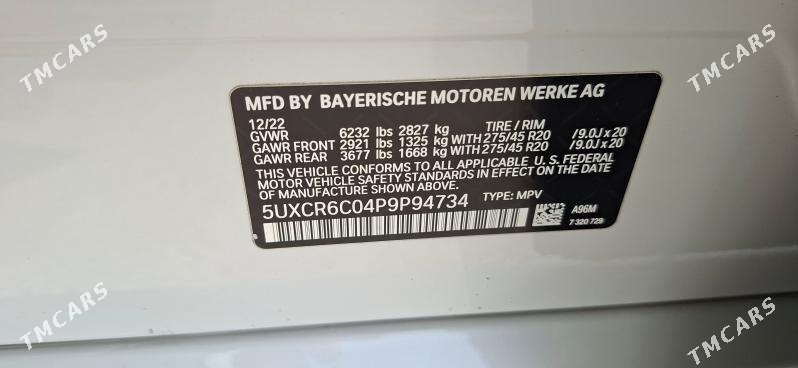 TMCARS
TMCARS
MFD BY BAYERISCHE MOTOREN WERKE AG
12/22
GVWR 6232 lbs 2827 kg TIRE / RIM
GAWR FRONT 2921 lbs 1325 kg WITH 275/45 R20 /9.0J x 20
GAWR REAR 3677 lbs 1668 kg WITH 275/45 R20 /9.0J x 20
THIS VEHICLE CONFORMS TO ALL APPLICABLE U.S. FEDERAL
MOTOR VEHICLE SAFETY STANDARDS IN EFFECT ON THE DATE
OF MANUFACTURE SHOWN ABOVE.
5UXCR6C04P9P94734 TYPE: MPV
A96M
7 320 729
TMCARS
TMCARS